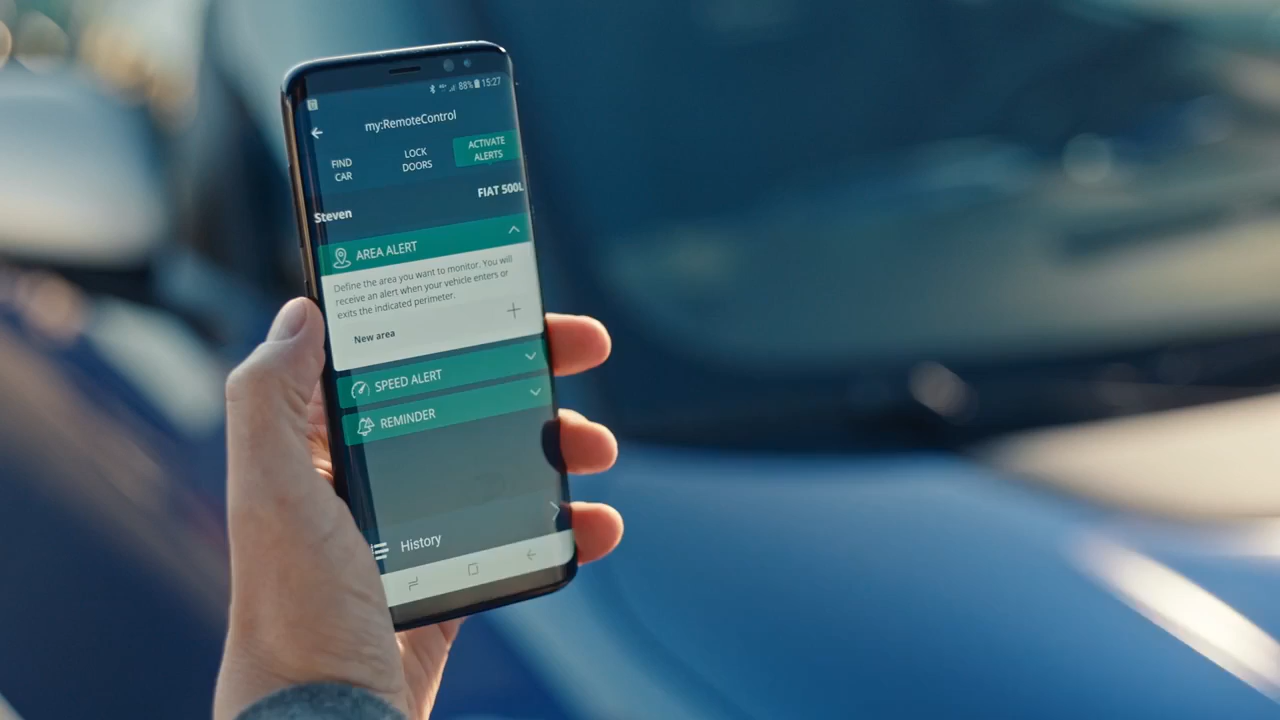 88% 15:27
my:RemoteControl
FIND
CAR
LOCK
DOORS
ACTIVATE
ALERTS
FIAT 500L
Steven
AREA ALERT
Define the area you want to monitor. You will
receive an alert when your vehicle enters or
exits the indicated perimeter.
New area
SPEED ALERT
REMINDER
History